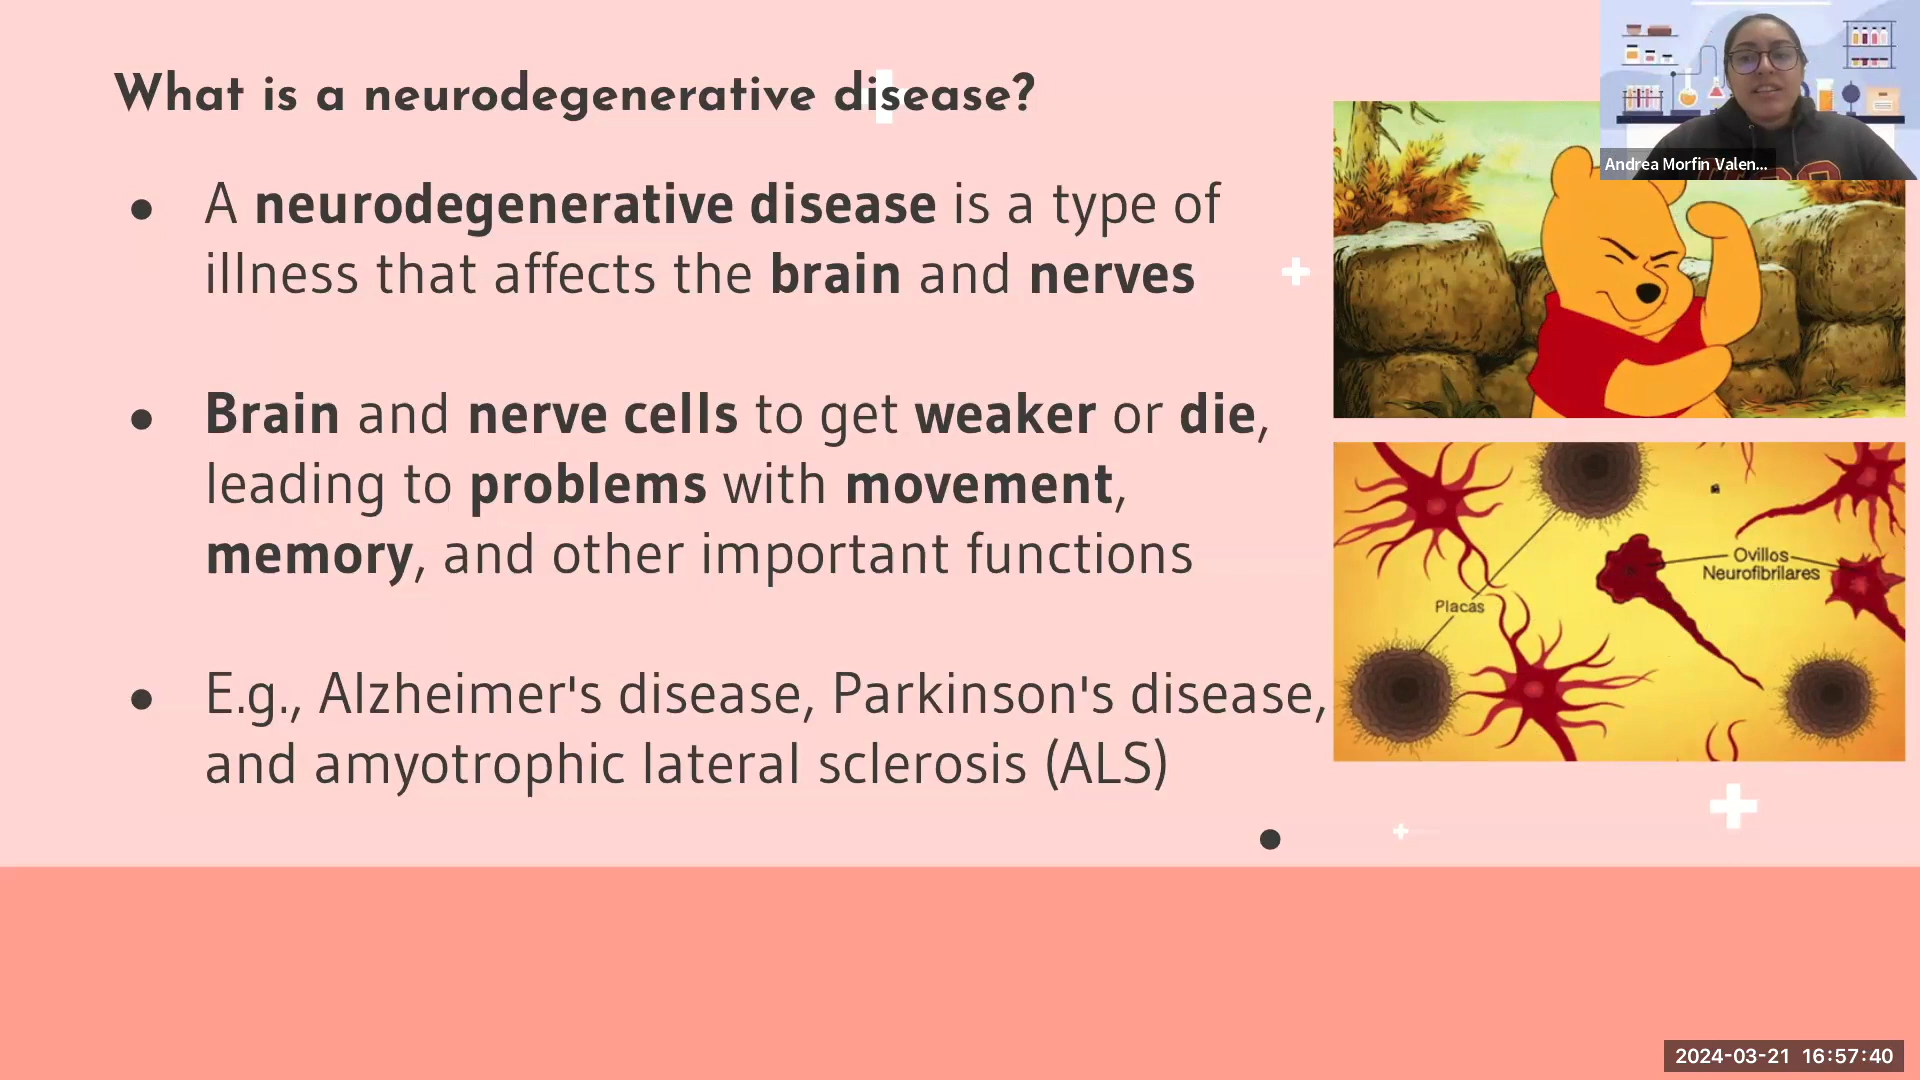 What is a neurodegenerative disease?
● A neurodegenerative disease is a type of
illness that affects the brain and nerves
● Brain and nerve cells to get weaker or die,
leading to problems with movement,
memory, and other important functions
● E.g., Alzheimer's disease, Parkinson's disease,
and amyotrophic lateral sclerosis (ALS)
●
Andrea Morfin Valen...
Ovillos
Neurofibrilares
Placas
2024-03-21 16:57:40